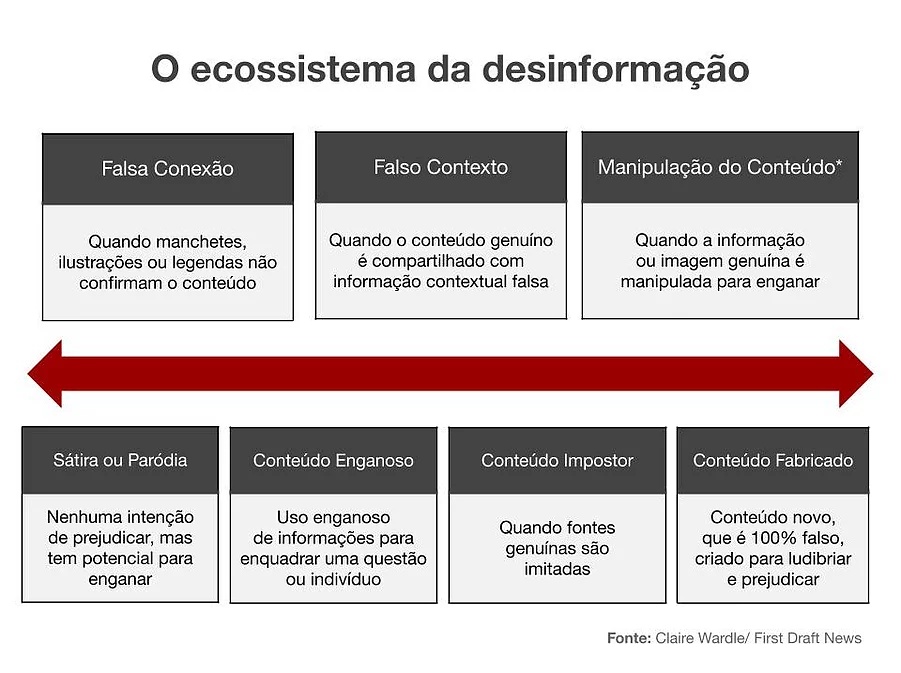 O ecossistema da desinformação
Falsa Conexão
Quando manchetes,
ilustrações ou legendas não
confirmam o conteúdo
Falso Contexto
Quando o conteúdo genuíno
é compartilhado com
informação contextual falsa
Manipulação do Conteúdo*
Quando a informação
ou imagem genuína é
manipulada para enganar
Sátira ou Paródia
Nenhuma intenção
de prejudicar, mas
tem potencial para
enganar
Conteúdo Enganoso
Uso enganoso
de informações para
enquadrar uma questão
ou indivíduo
Conteúdo Impostor
Quando fontes
genuínas são
imitadas
Conteúdo Fabricado
Conteúdo novo,
que é 100% falso,
criado para ludibriar
e prejudicar
Fonte: Claire Wardle/ First Draft News